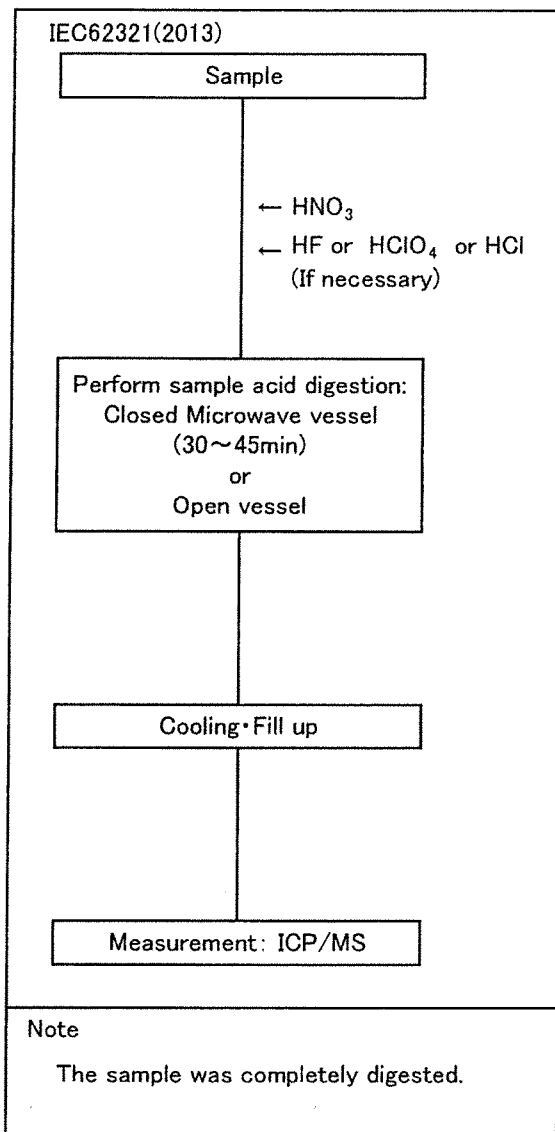 IEC62321(2013)
Sample
← HNO₃
← HF or HClO₄ or HCl
(If necessary)
Perform sample acid digestion:
Closed Microwave vessel
(30～45min)
or
Open vessel
Cooling・Fill up
Measurement: ICP/MS
Note
The sample was completely digested.